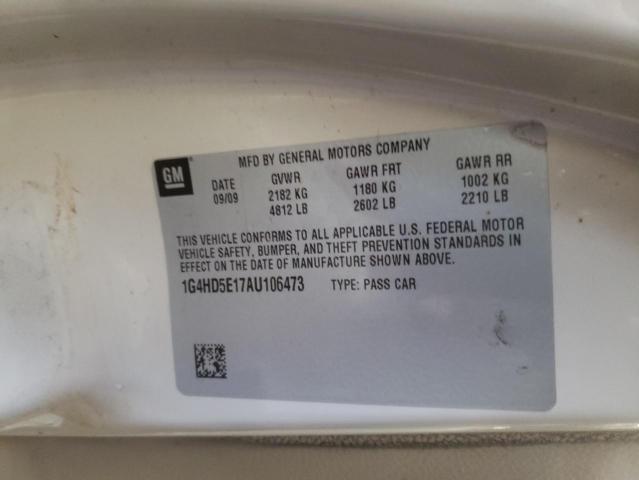 GM
MFD BY GENERAL MOTORS COMPANY
DATE GVWR GAWR FRT GAWR RR
09/09 2182 KG 1180 KG 1002 KG
4812 LB 2602 LB 2210 LB
THIS VEHICLE CONFORMS TO ALL APPLICABLE U.S. FEDERAL MOTOR
VEHICLE SAFETY, BUMPER, AND THEFT PREVENTION STANDARDS IN
EFFECT ON THE DATE OF MANUFACTURE SHOWN ABOVE.
1G4HD5E17AU106473 TYPE: PASS CAR